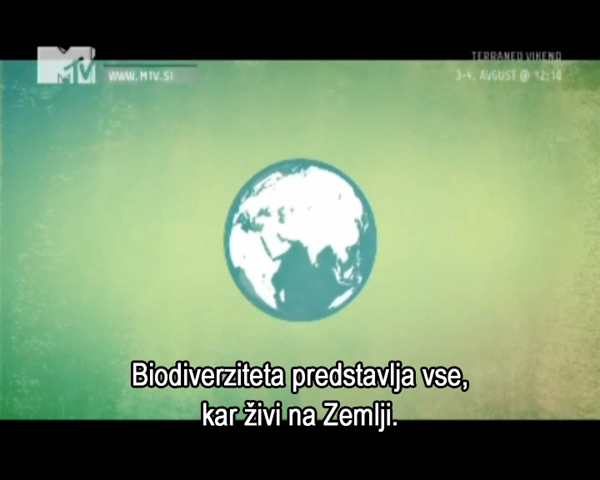 MTV
WWW.MTV.SI
TERRANEO VIKEND
3-4. AVGUST @ 12:10
Biodiverziteta predstavlja vse,
kar živi na Zemlji.